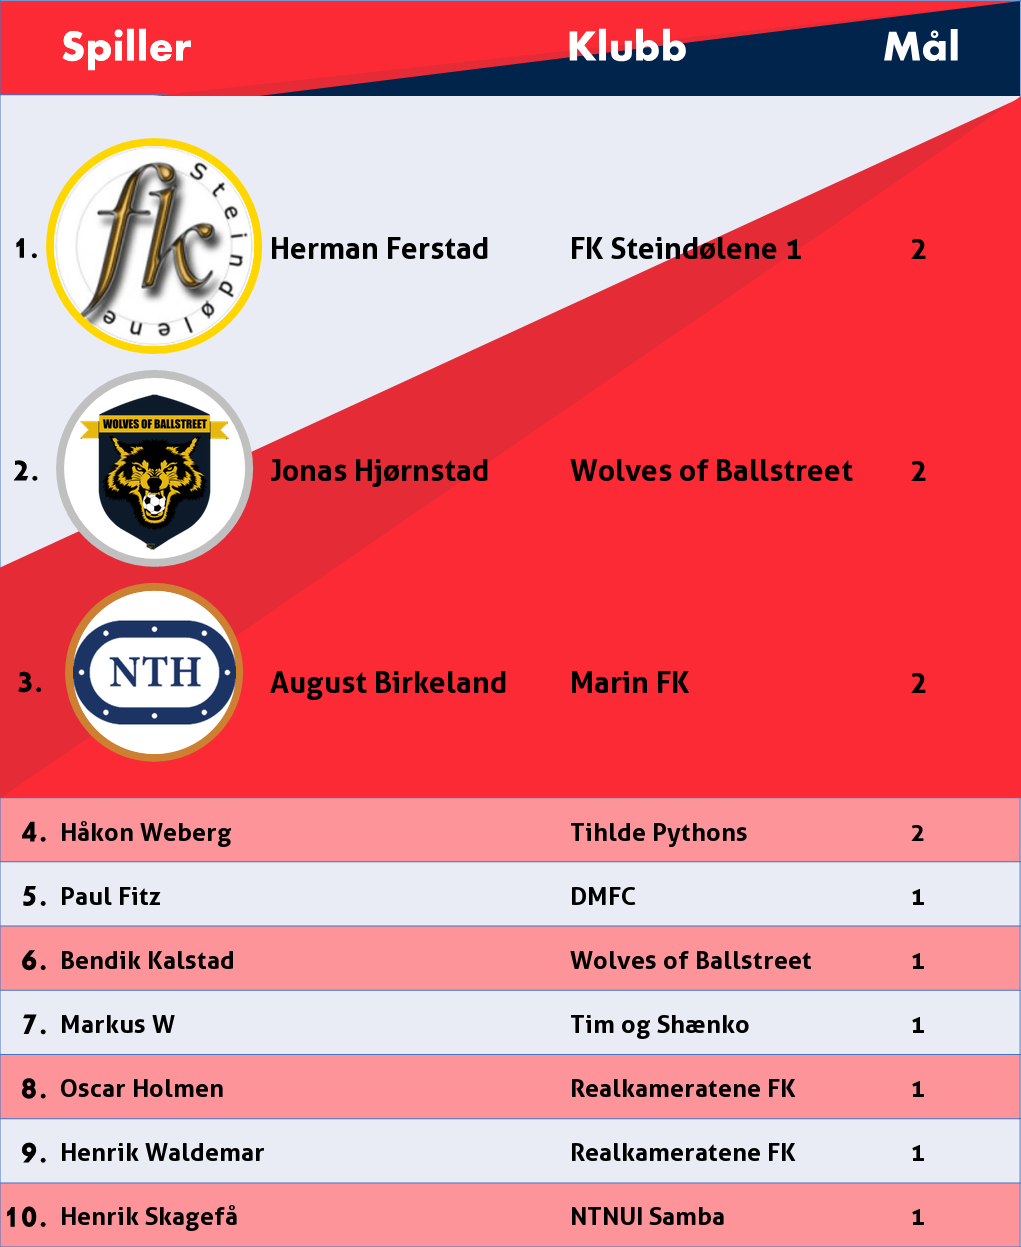 Spiller Klubb Mål
1. fk Steindølene Herman Ferstad FK Steindølene 1 2
2. WOLVES OF BALLSTREET Jonas Hjørnstad Wolves of Ballstreet 2
3. NTH August Birkeland Marin FK 2
4. Håkon Weberg Tihlde Pythons 2
5. Paul Fitz DMFC 1
6. Bendik Kalstad Wolves of Ballstreet 1
7. Markus W Tim og Shænko 1
8. Oscar Holmen Realkameratene FK 1
9. Henrik Waldemar Realkameratene FK 1
10. Henrik Skagefå NTNUI Samba 1